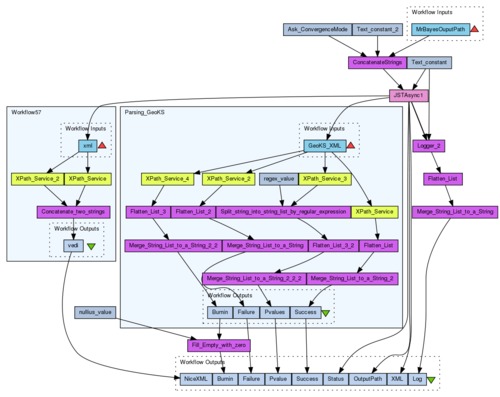 Workflow Inputs
Ask_ConvergenceMode Text_constant_2 MrBayesOuputPath
ConcatenateStrings Text_constant
JSTAsync1
Workflow57 Parsing_GeoKS
Workflow Inputs Workflow Inputs
xml GeoKS_XML Logger_2
XPath_Service_2 XPath_Service XPath_Service_4 XPath_Service_2 regex_value XPath_Service_3 Flatten_List
Concatenate_two_strings Flatten_List_3 Flatten_List_2 Split_string_into_string_list_by_regular_expression XPath_Service Merge_String_List_to_a_String
Workflow Outputs
Merge_String_List_to_a_String_2_2 Merge_String_List_to_a_String Flatten_List_3_2 Flatten_List
Merge_String_List_to_a_String_2_2_2 Merge_String_List_to_a_String_2
Workflow Outputs
nullius_value Burnin Failure Pvalues Success
Fill_Empty_with_zero
Workflow Outputs
NiceXML Burnin Failure Pvalue Success Status OutputPath XML Log